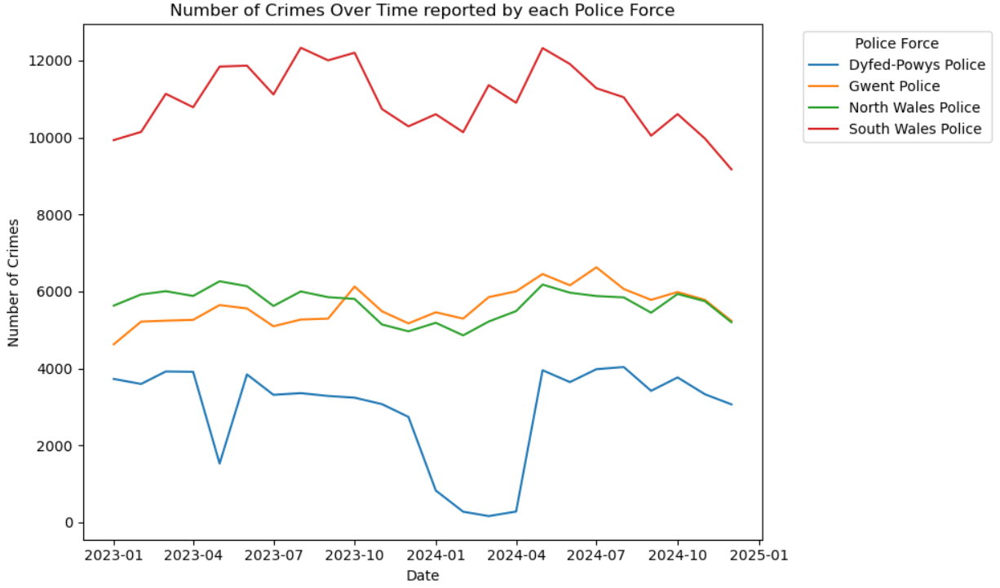 Number of Crimes Over Time reported by each Police Force
Number of Crimes
12000
10000
8000
6000
4000
2000
0
2023-01 2023-04 2023-07 2023-10 2024-01 2024-04 2024-07 2024-10 2025-01
Date
Police Force
Dyfed-Powys Police
Gwent Police
North Wales Police
South Wales Police